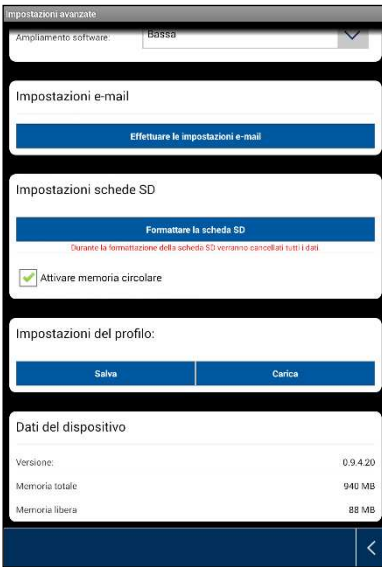 Impostazioni avanzate
Ampliamento software:
Bassa
Impostazioni e-mail
Effettuare le impostazioni e-mail
Impostazioni schede SD
Formattare la scheda SD
Durante la formattazione della scheda SD verranno cancellati tutti i dati
Attivare memoria circolare
Impostazioni del profilo:
Salva
Carica
Dati del dispositivo
Versione: 0.9.4.20
Memoria totale 940 MB
Memoria libera 88 MB